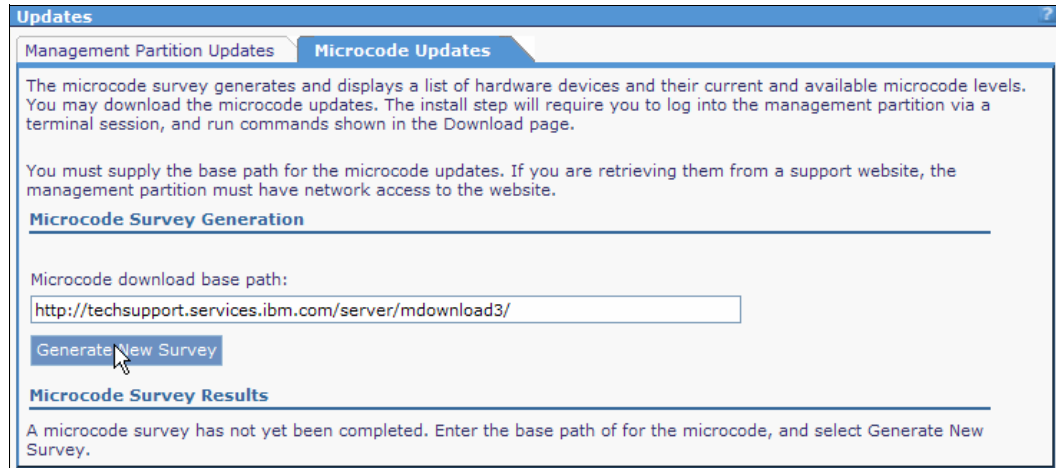 Updates ?
Management Partition Updates Microcode Updates
The microcode survey generates and displays a list of hardware devices and their current and available microcode levels.
You may download the microcode updates. The install step will require you to log into the management partition via a
terminal session, and run commands shown in the Download page.
You must supply the base path for the microcode updates. If you are retrieving them from a support website, the
management partition must have network access to the website.
Microcode Survey Generation
Microcode download base path:
http://techsupport.services.ibm.com/server/mdownload3/
Generate New Survey
Microcode Survey Results
A microcode survey has not yet been completed. Enter the base path of for the microcode, and select Generate New
Survey.